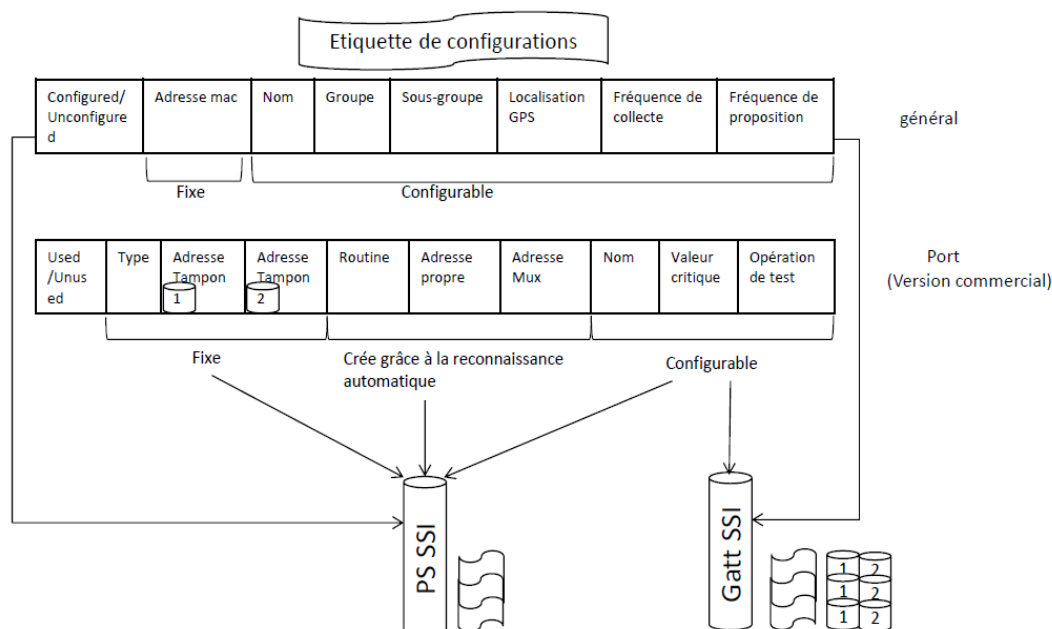 Etiquette de configurations
Configured/
Unconfigure
d
Adresse mac
Nom
Groupe
Sous-groupe
Localisation
GPS
Fréquence de
collecte
Fréquence de
proposition
général
Fixe
Configurable
Used
/Unus
ed
Type
Adresse
Tampon
1
Adresse
Tampon
2
Routine
Adresse
propre
Adresse
Mux
Nom
Valeur
critique
Opération
de test
Port
(Version commercial)
Fixe
Crée grâce à la reconnaissance
automatique
Configurable
PS SSI
Gatt SSI
1 2
1 2
1 2